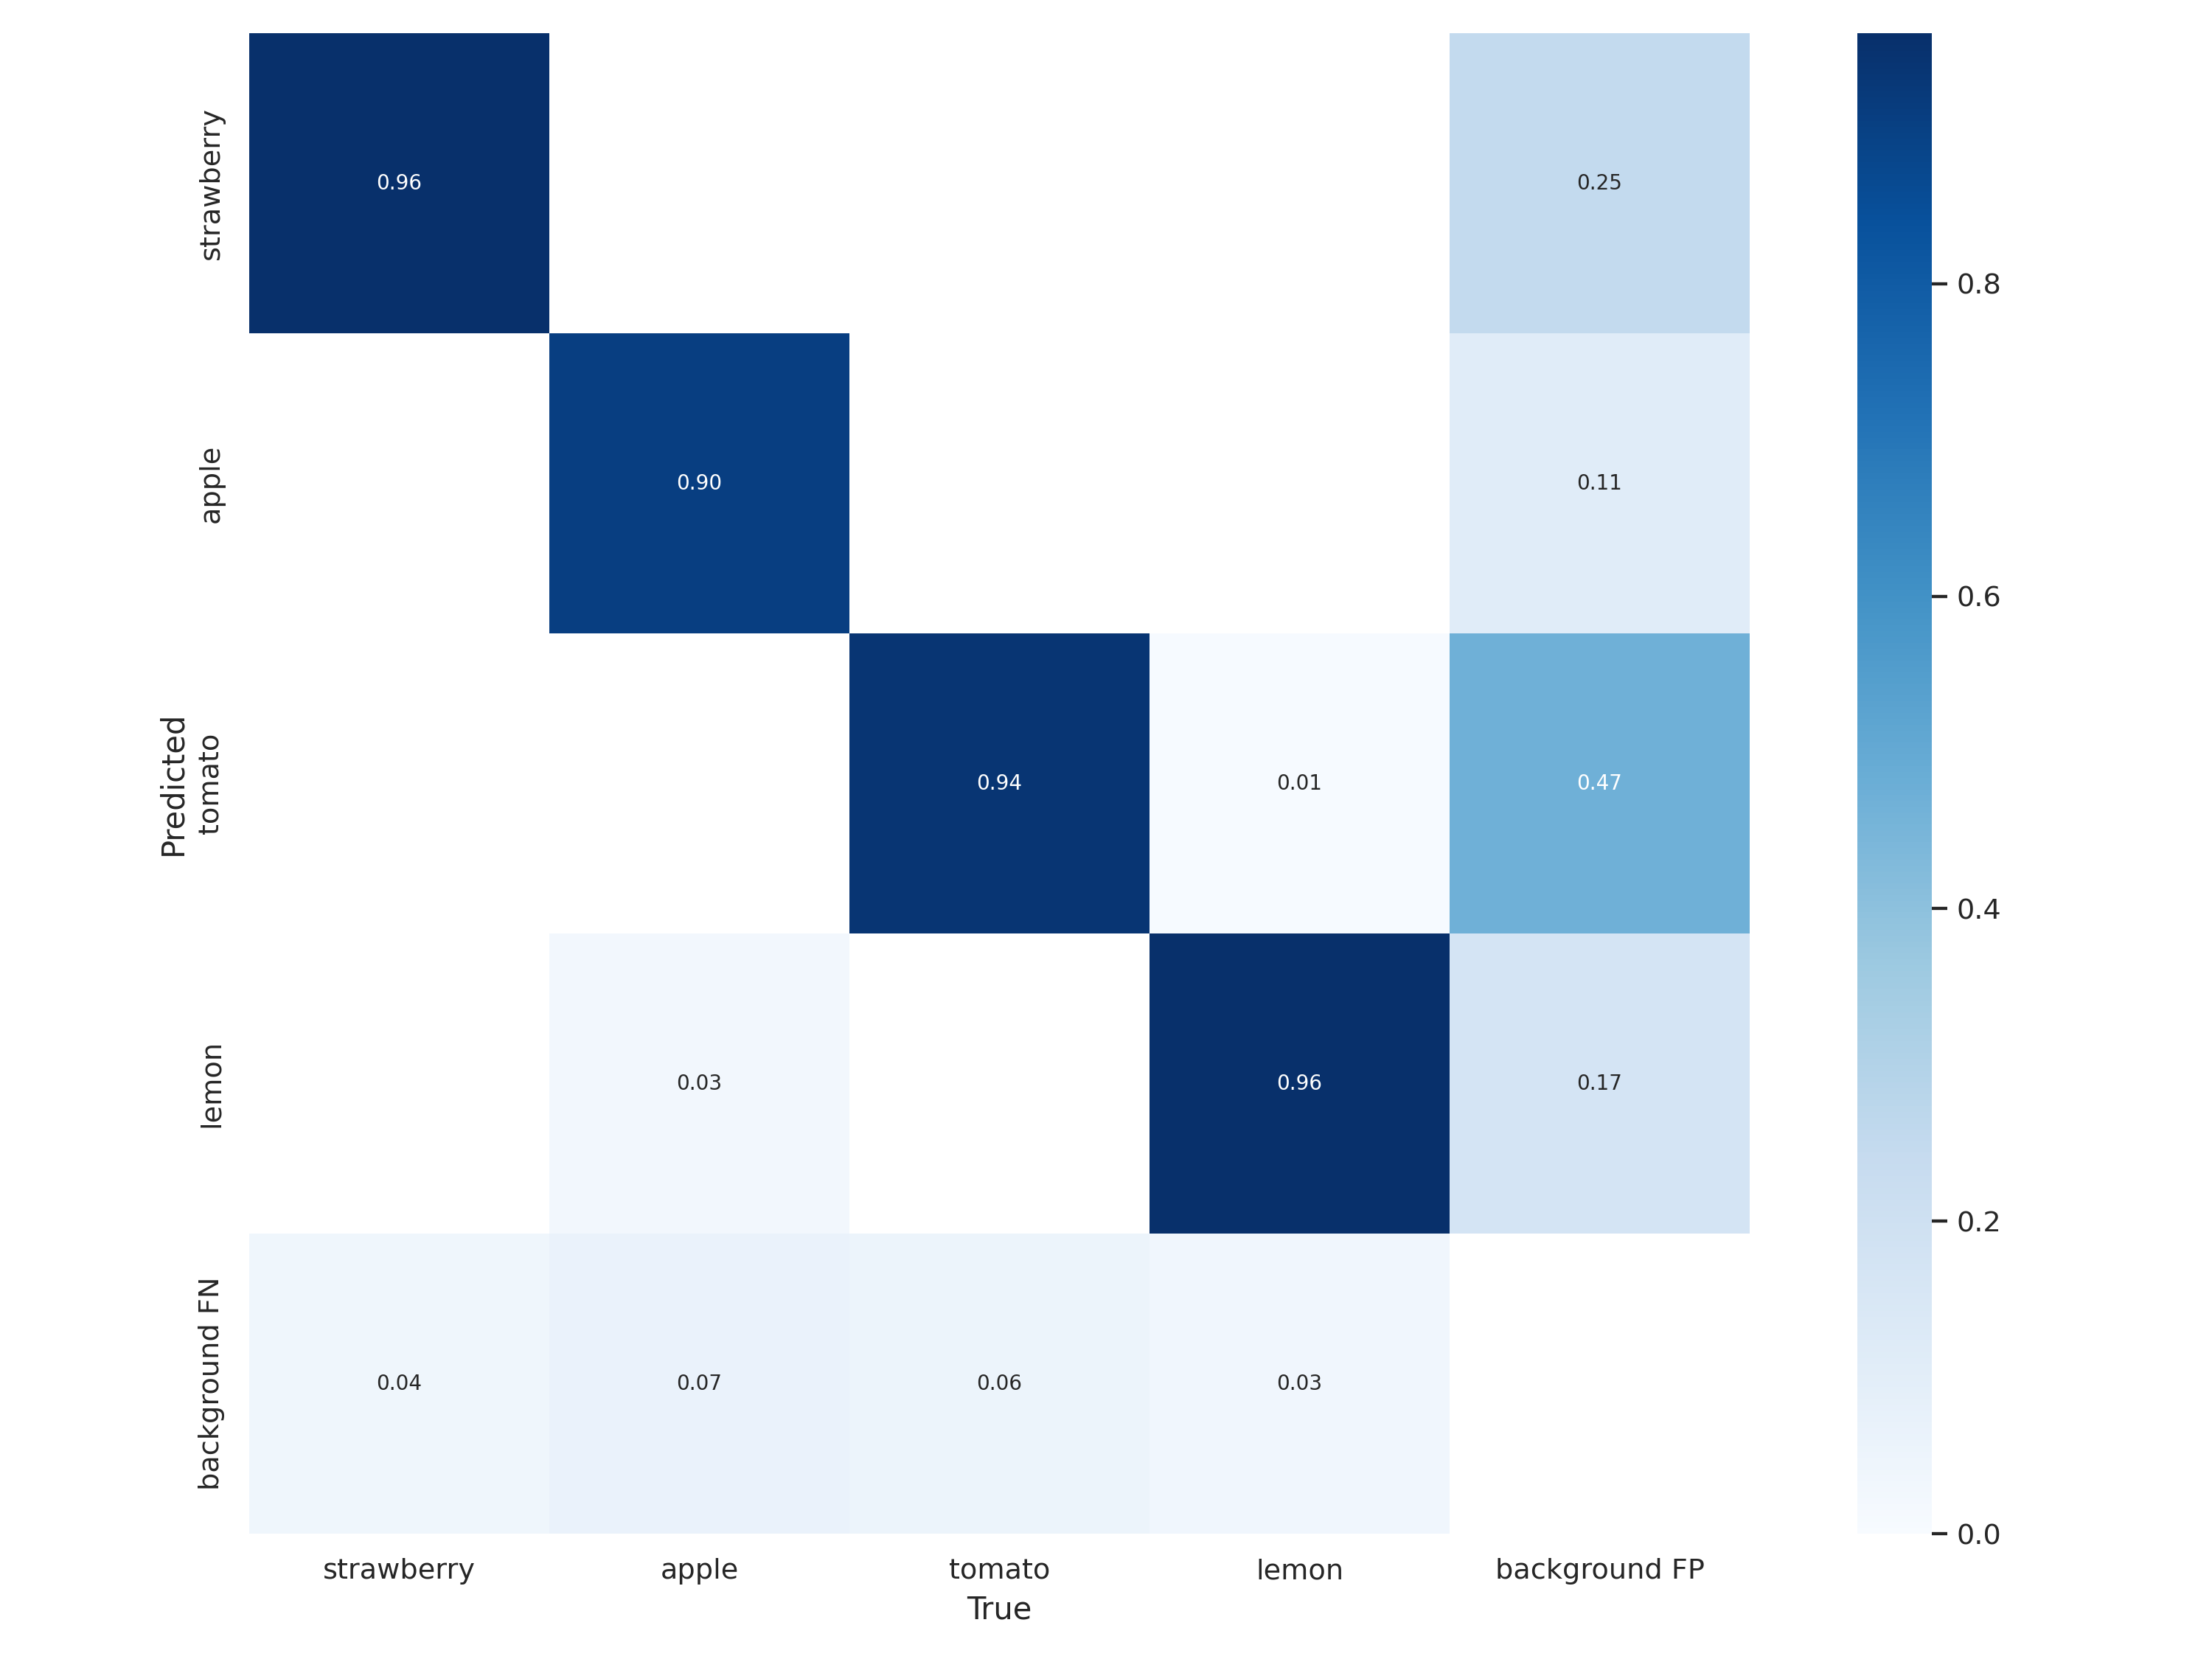 strawberry 0.96 0.25
0.8
apple 0.90 0.11
0.6
Predicted
tomato 0.94 0.01 0.47
0.4
lemon 0.03 0.96 0.17
0.2
background FN 0.04 0.07 0.06 0.03
0.0
strawberry apple tomato lemon background FP
True